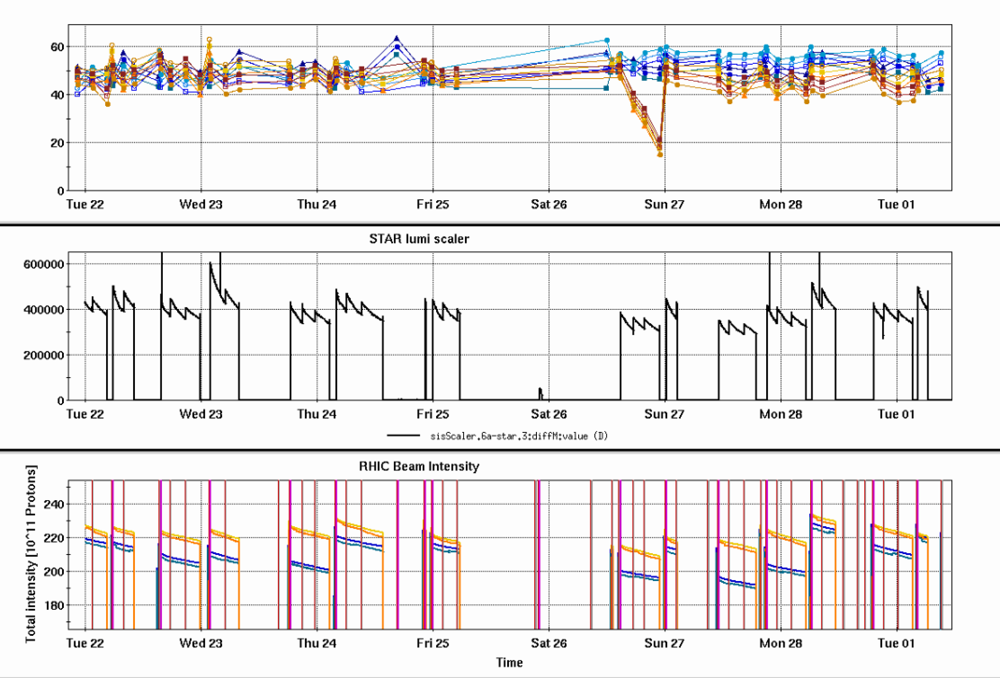 60
40
20
0
Tue 22 Wed 23 Thu 24 Fri 25 Sat 26 Sun 27 Mon 28 Tue 01
STAR lumi scaler
600000
400000
200000
0
Tue 22 Wed 23 Thu 24 Fri 25 Sat 26 Sun 27 Mon 28 Tue 01
sisScaler.6a-star.3:diffM:value (D)
RHIC Beam Intensity
Total intensity [10^11 Protons]
240
220
200
180
Tue 22 Wed 23 Thu 24 Fri 25 Sat 26 Sun 27 Mon 28 Tue 01
Time